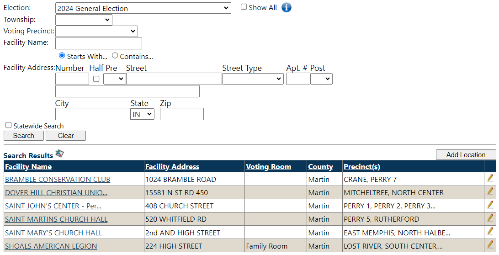 Election: 2024 General Election Show All
Township:
Voting Precinct:
Facility Name:
Starts With... Contains...
Facility Address: Number Half Pre Street Street Type Apt. # Post
City State Zip
IN
Statewide Search
Search Clear
Search Results Add Location
Facility Name Facility Address Voting Room County Precinct(s)
BRAMBLE CONSERVATION CLUB 1024 BRAMBLE ROAD Martin CRANE, PERRY 7
DOVER HILL CHRISTIAN UNIO... 15581 N ST RD 450 Martin MITCHELTREE, NORTH CENTER
SAINT JOHN'S CENTER - Per... 408 CHURCH STREET Martin PERRY 1, PERRY 2, PERRY 3...
SAINT MARTINS CHURCH HALL 520 WHITFIELD RD Martin PERRY 5, RUTHERFORD
SAINT MARY'S CHURCH HALL 2nd AND HIGH STREET Martin EAST MEMPHIS, NORTH HALBE...
SHOALS AMERICAN LEGION 224 HIGH STREET Family Room Martin LOST RIVER, SOUTH CENTER...